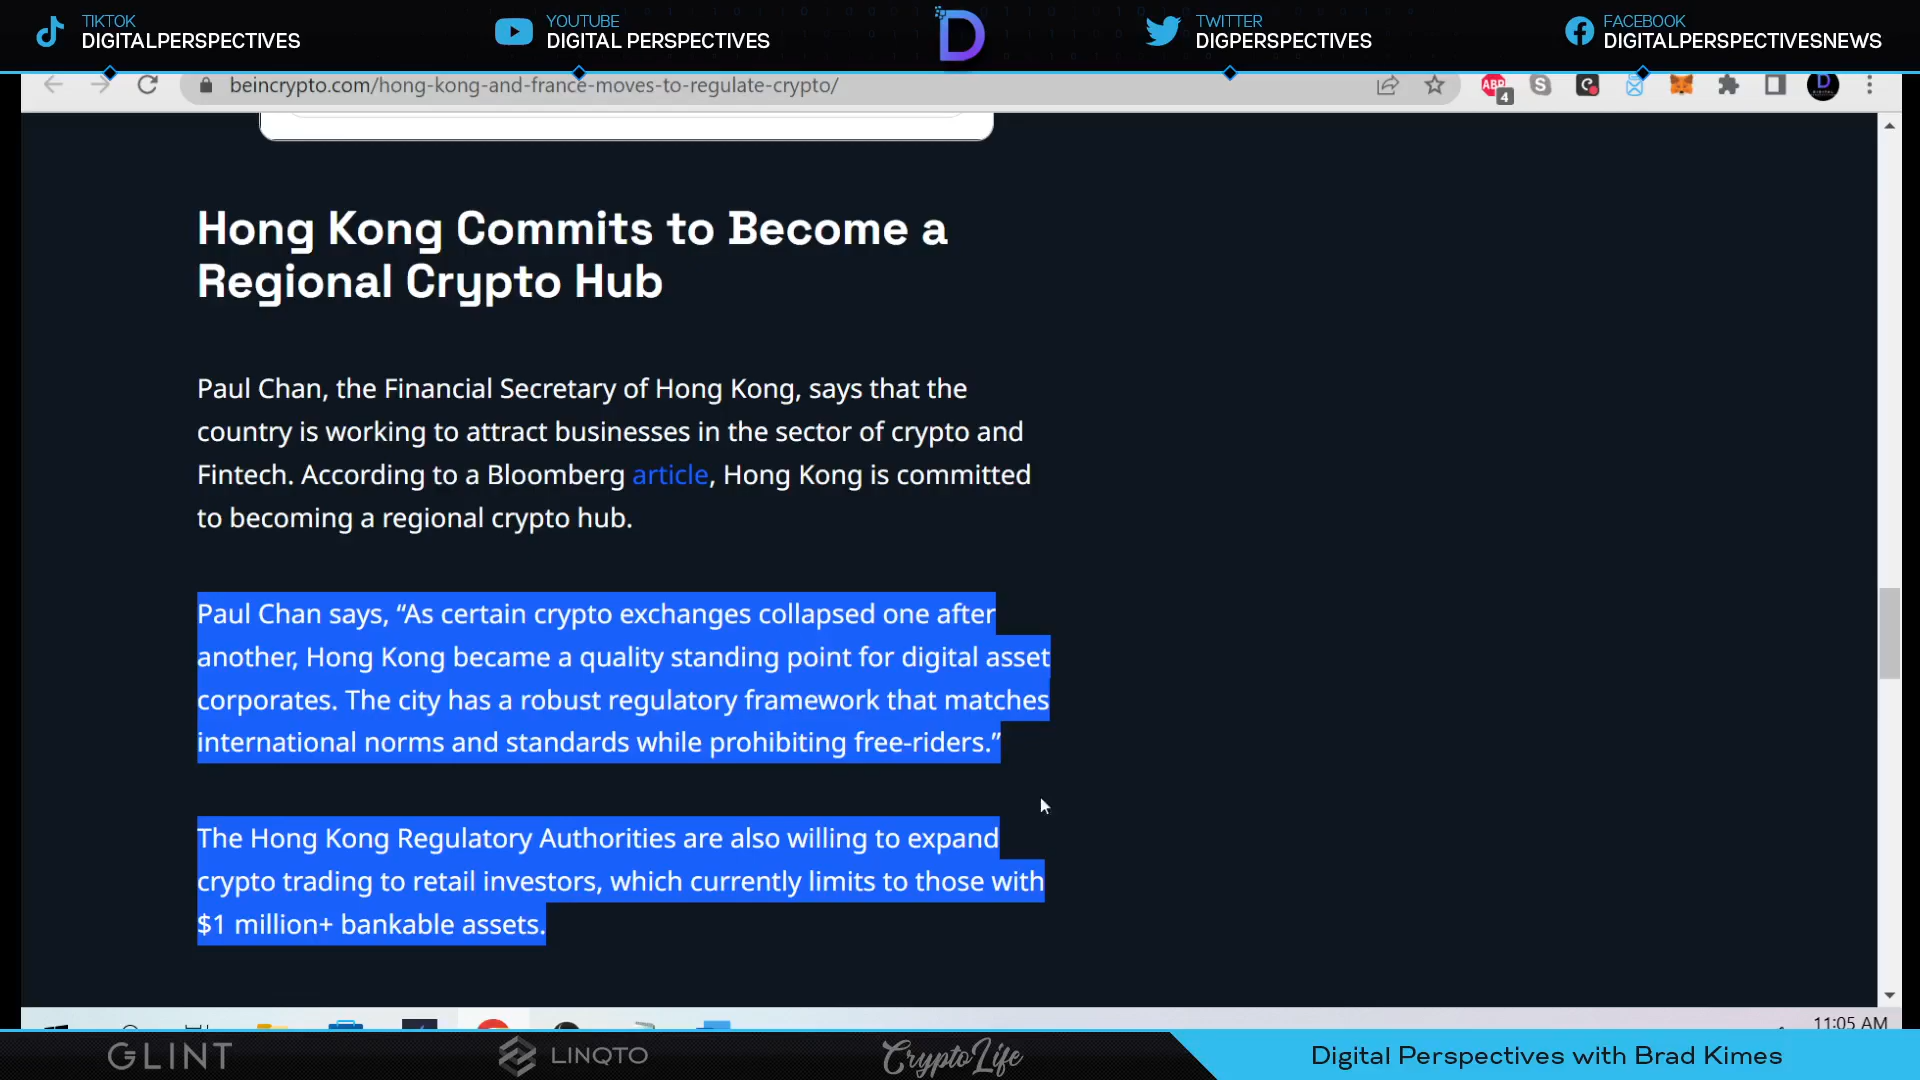 TIKTOK
DIGITALPERSPECTIVES
YOUTUBE
DIGITAL PERSPECTIVES
D
TWITTER
DIGPERSPECTIVES
FACEBOOK
DIGITALPERSPECTIVESNEWS
beincrypto.com/hong-kong-and-france-moves-to-regulate-crypto/
ABP
4
Hong Kong Commits to Become a
Regional Crypto Hub
Paul Chan, the Financial Secretary of Hong Kong, says that the
country is working to attract businesses in the sector of crypto and
Fintech. According to a Bloomberg article, Hong Kong is committed
to becoming a regional crypto hub.
Paul Chan says, “As certain crypto exchanges collapsed one after
another, Hong Kong became a quality standing point for digital asset
corporates. The city has a robust regulatory framework that matches
international norms and standards while prohibiting free-riders.”
The Hong Kong Regulatory Authorities are also willing to expand
crypto trading to retail investors, which currently limits to those with
$1 million+ bankable assets.
11:05 AM
GLINT
LINQTO
CryptoLife
Digital Perspectives with Brad Kimes